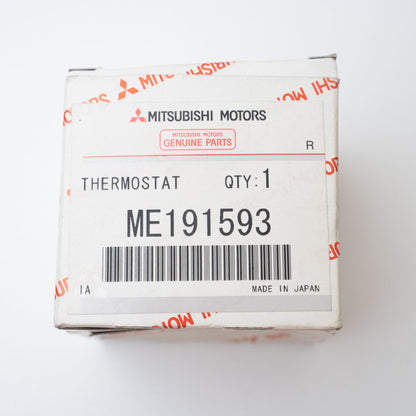 MITSUBISHI MOTORS
MITSUBISHI MOTORS
GENUINE PARTS
R
THERMOSTAT QTY:1
ME191593
IA MADE IN JAPAN